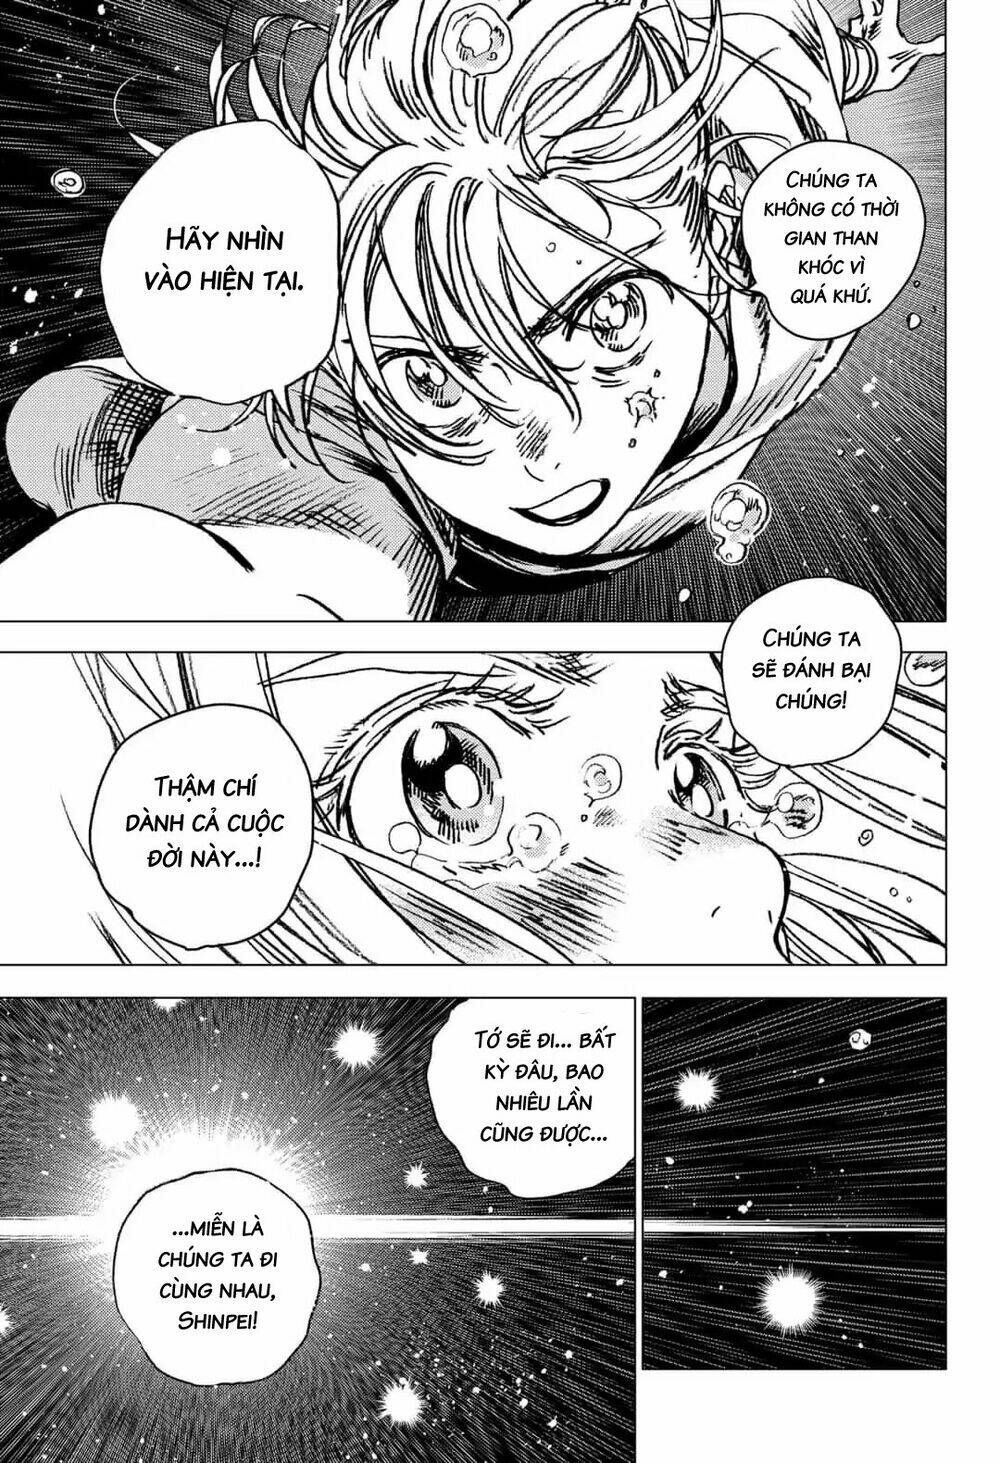 CHÚNG TA
KHÔNG CÓ THỜI
GIAN THAN
KHÓC VÌ
QUÁ KHỨ.
HÃY NHÌN
VÀO HIỆN TẠI.
CHÚNG TA
SẼ ĐÁNH BẠI
CHÚNG!
THẬM CHÍ
DÀNH CẢ CUỘC
ĐỜI NÀY...!
TỚ SẼ ĐI... BẤT
KỲ ĐÂU, BAO
NHIÊU LẦN
CŨNG ĐƯỢC...
...MIỄN LÀ
CHÚNG TA ĐI
CÙNG NHAU,
SHINPEI!